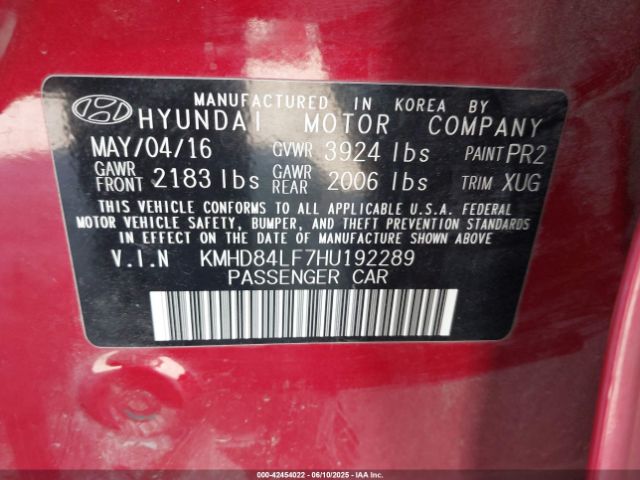 MANUFACTURED IN KOREA BY
HYUNDAI MOTOR COMPANY
MAY/04/16 GVWR 3924 lbs PAINT PR2
GAWR FRONT 2183 lbs GAWR REAR 2006 lbs TRIM XUG
THIS VEHICLE CONFORMS TO ALL APPLICABLE U.S.A. FEDERAL
MOTOR VEHICLE SAFETY, BUMPER, AND THEFT PREVENTION STANDARDS
IN EFFECT ON THE DATE OF MANUFACTURE SHOWN ABOVE.
V.I.N KMHD84LF7HU192289
PASSENGER CAR
000-42454022 - 06/10/2025 - IAA Inc.